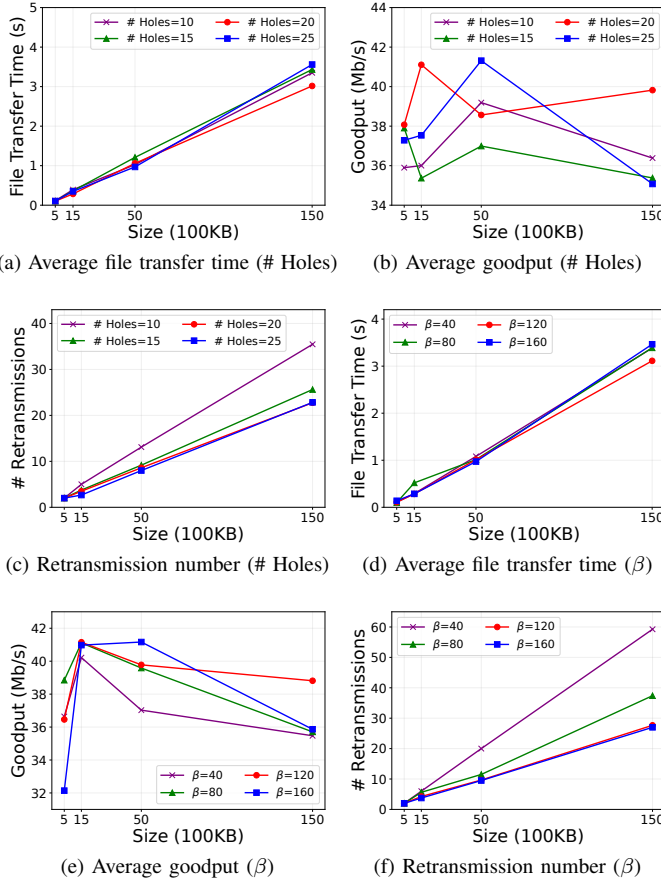 5
4
3
2
1
0
File Transfer Time (s)
# Holes=10
# Holes=15
# Holes=20
# Holes=25
5 15 50 150
Size (100KB)
(a) Average file transfer time (# Holes)
44
42
40
38
36
34
Goodput (Mb/s)
# Holes=10
# Holes=15
# Holes=20
# Holes=25
5 15 50 150
Size (100KB)
(b) Average goodput (# Holes)
40
30
20
10
0
# Retransmissions
# Holes=10
# Holes=15
# Holes=20
# Holes=25
5 15 50 150
Size (100KB)
(c) Retransmission number (# Holes)
4
3
2
1
0
File Transfer Time (s)
β=40
β=80
β=120
β=160
5 15 50 150
Size (100KB)
(d) Average file transfer time (β)
42
40
38
36
34
32
Goodput (Mb/s)
β=40
β=80
β=120
β=160
5 15 50 150
Size (100KB)
(e) Average goodput (β)
60
50
40
30
20
10
0
# Retransmissions
β=40
β=80
β=120
β=160
5 15 50 150
Size (100KB)
(f) Retransmission number (β)